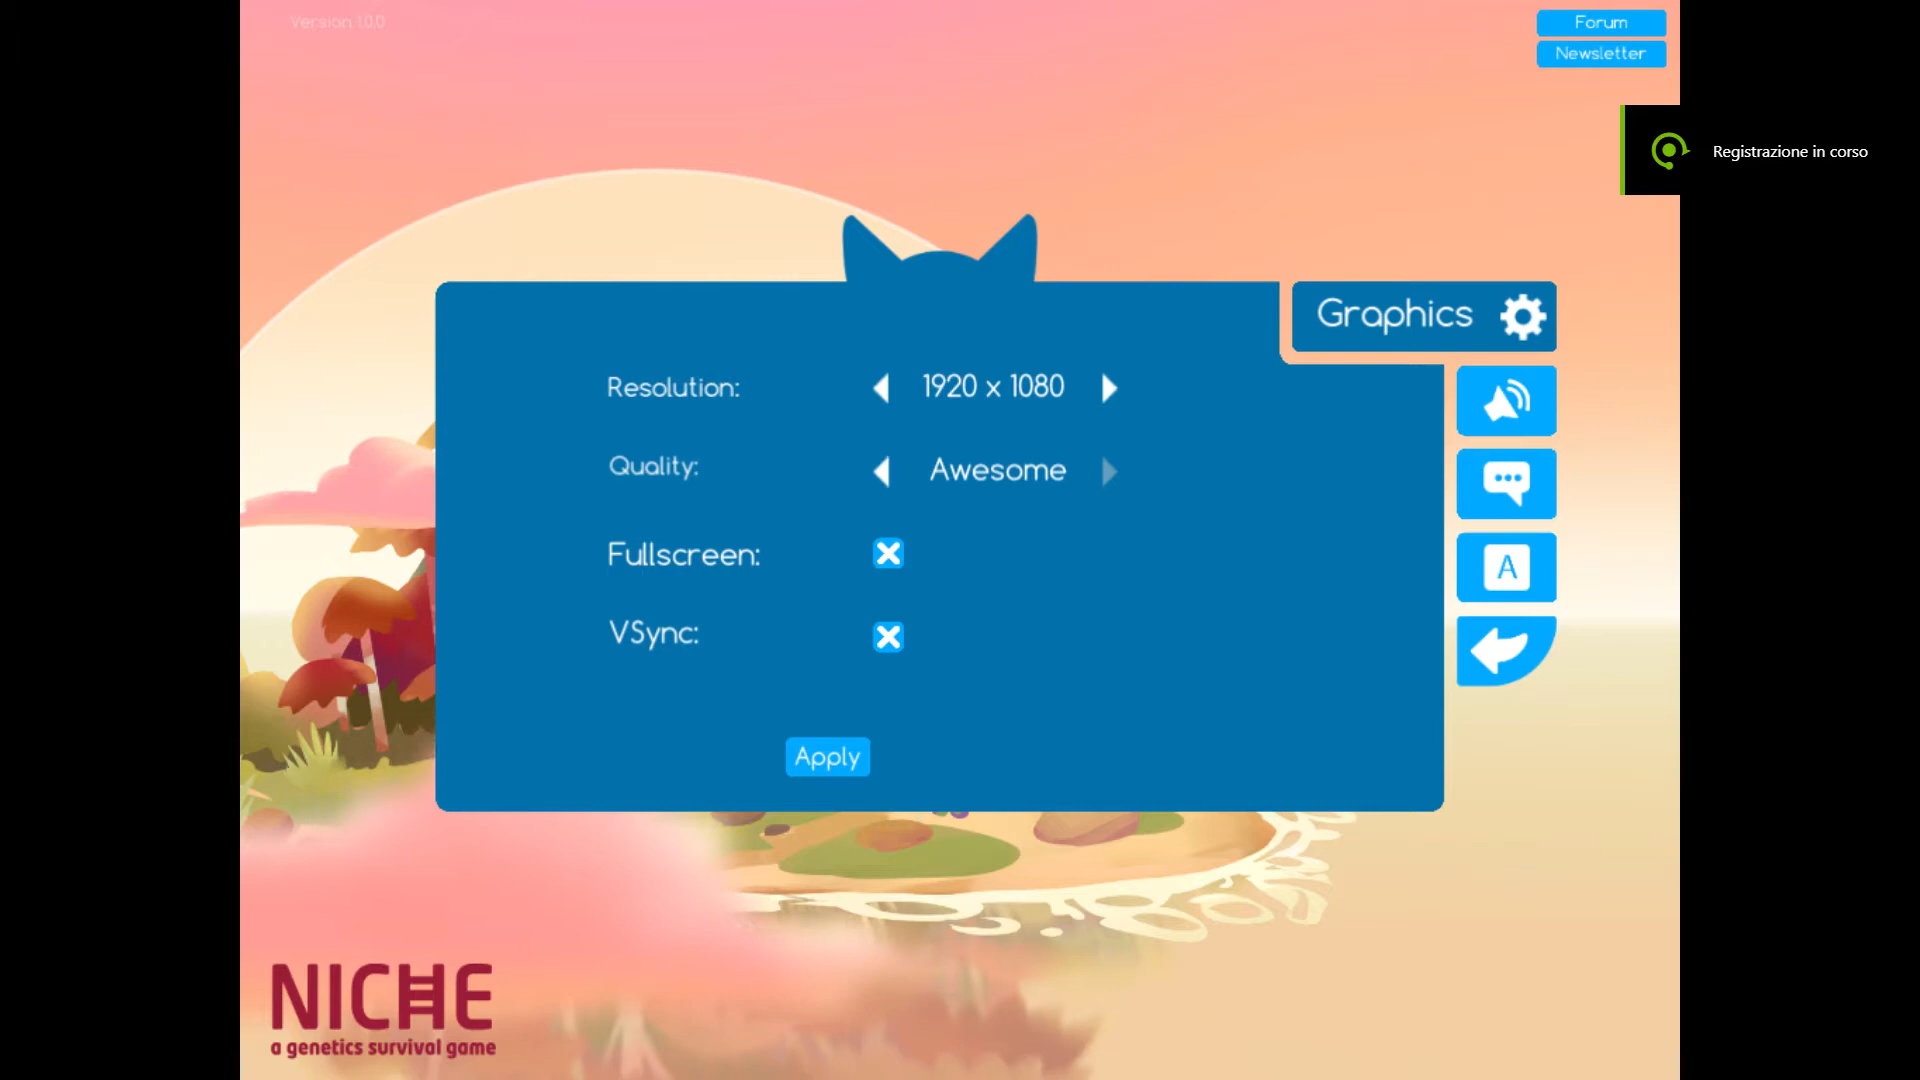 Version 1.0.0
Forum
Newsletter
Registrazione in corso
Graphics
Resolution:
1920 x 1080
Quality:
Awesome
Fullscreen:
VSync:
A
Apply
NICHE
a genetics survival game